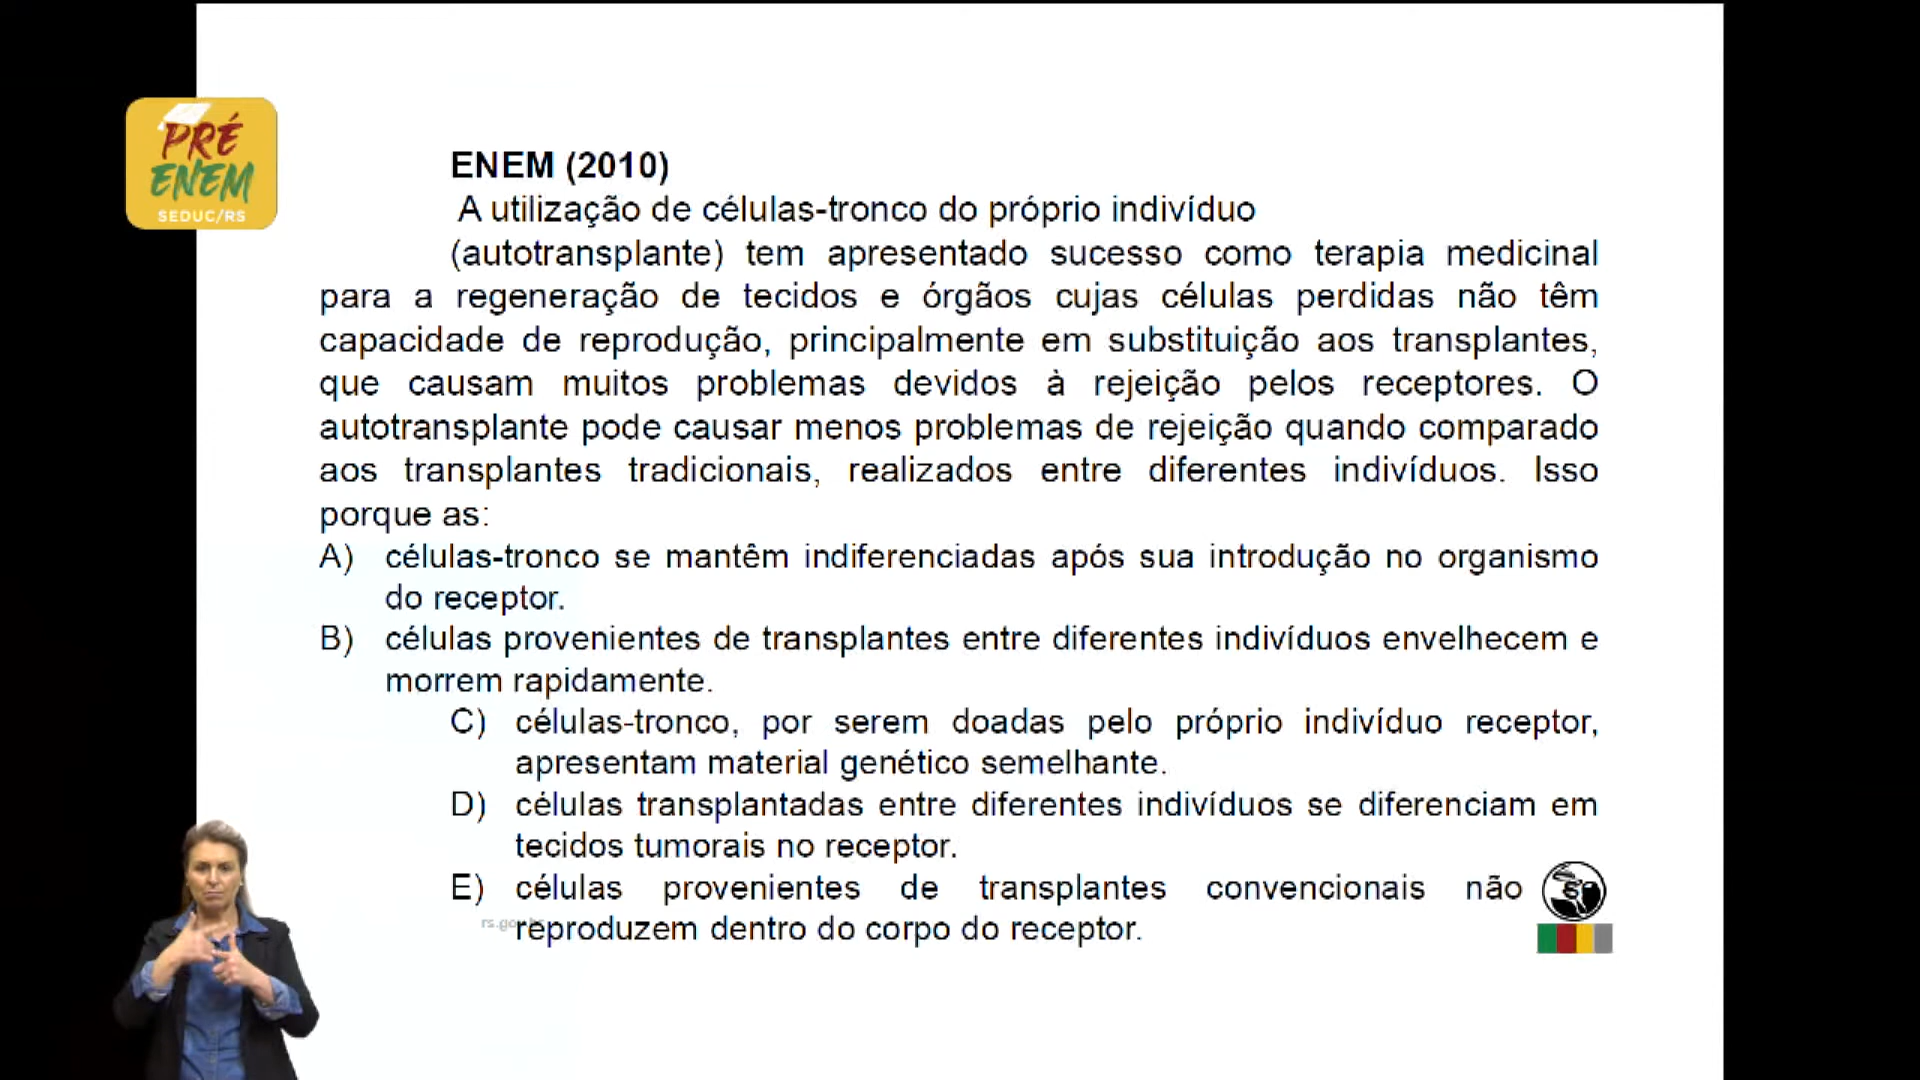 PRÉ
ENEM
SEDUC/RS
ENEM (2010)
A utilização de células-tronco do próprio indivíduo
(autotransplante) tem apresentado sucesso como terapia medicinal
para a regeneração de tecidos e órgãos cujas células perdidas não têm
capacidade de reprodução, principalmente em substituição aos transplantes,
que causam muitos problemas devidos à rejeição pelos receptores. O
autotransplante pode causar menos problemas de rejeição quando comparado
aos transplantes tradicionais, realizados entre diferentes indivíduos. Isso
porque as:
A) células-tronco se mantêm indiferenciadas após sua introdução no organismo
do receptor.
B) células provenientes de transplantes entre diferentes indivíduos envelhecem e
morrem rapidamente.
C) células-tronco, por serem doadas pelo próprio indivíduo receptor,
apresentam material genético semelhante.
D) células transplantadas entre diferentes indivíduos se diferenciam em
tecidos tumorais no receptor.
E) células provenientes de transplantes convencionais não
reproduzem dentro do corpo do receptor.